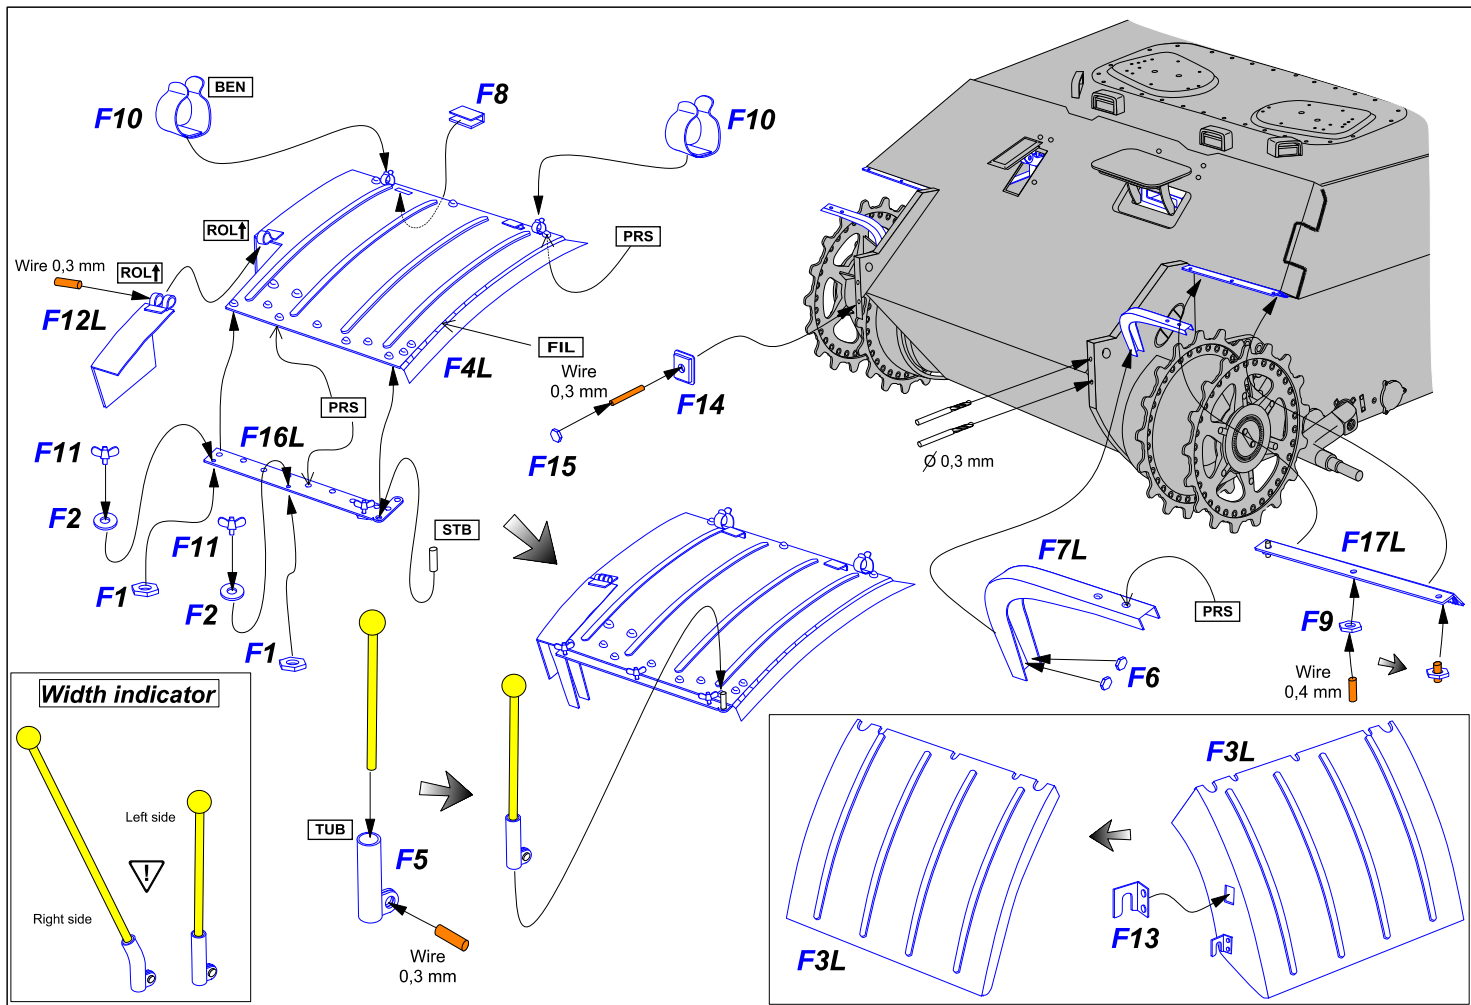 F10
BEN
F8
F10
ROL
PRS
Wire 0,3 mm
ROL
F12L
FIL
F4L
Wire
0,3 mm
F14
PRS
F15
Ø 0,3 mm
F11
F16L
F2
F11
STB
F1
F2
F1
F7L
F17L
PRS
F9
F6
Wire
0,4 mm
Width indicator
Left side
!
Right side
TUB
F5
Wire
0,3 mm
F3L
F13
F3L